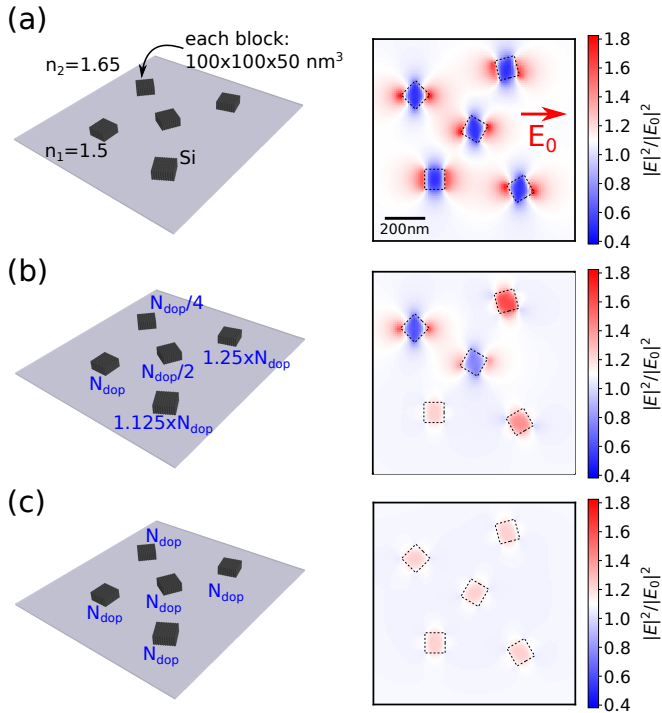 (a)
each block:
100x100x50 nm³
n₂=1.65
n₁=1.5
Si
E₀
200nm
1.8
1.6
1.4
1.2
1.0
0.8
0.6
0.4
|E|²/|E₀|²
(b)
N_dop/4
1.25xN_dop
N_dop/2
N_dop
1.125xN_dop
1.8
1.6
1.4
1.2
1.0
0.8
0.6
0.4
|E|²/|E₀|²
(c)
N_dop
N_dop
N_dop
N_dop
N_dop
1.8
1.6
1.4
1.2
1.0
0.8
0.6
0.4
|E|²/|E₀|²